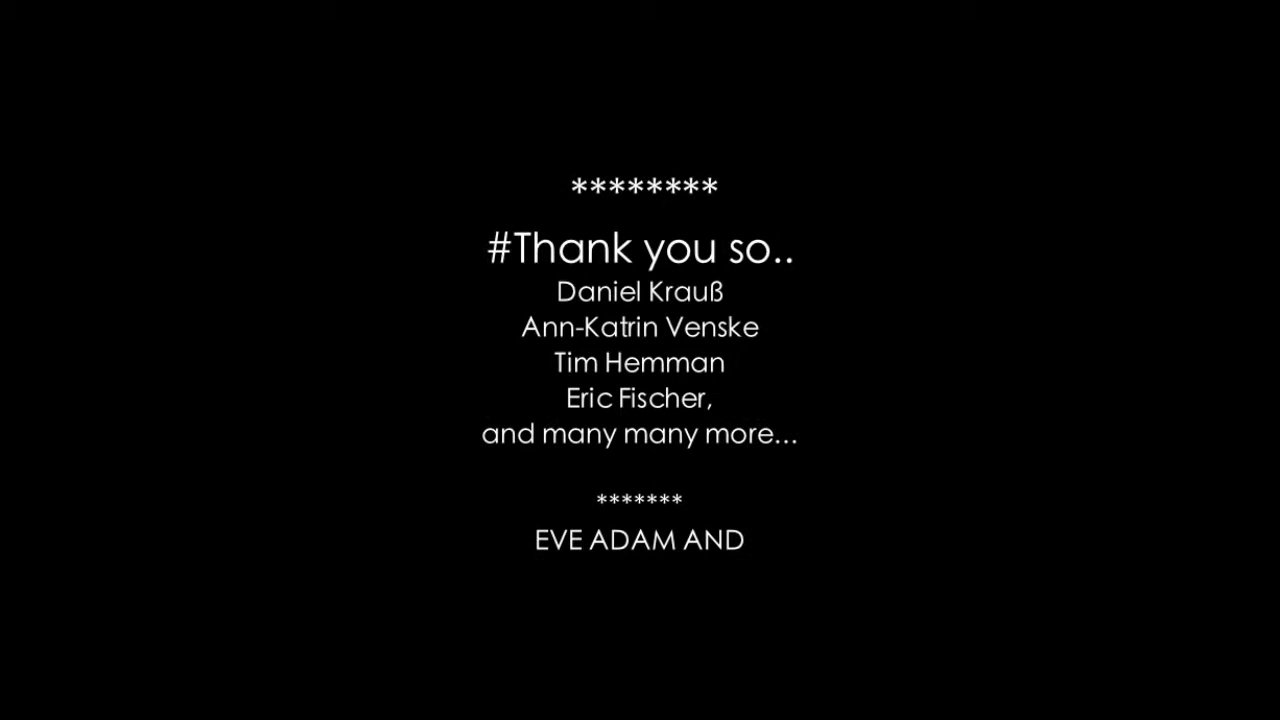 ********
#Thank you so..
Daniel Krauß
Ann-Katrin Venske
Tim Hemman
Eric Fischer,
and many many more...
*******
EVE ADAM AND